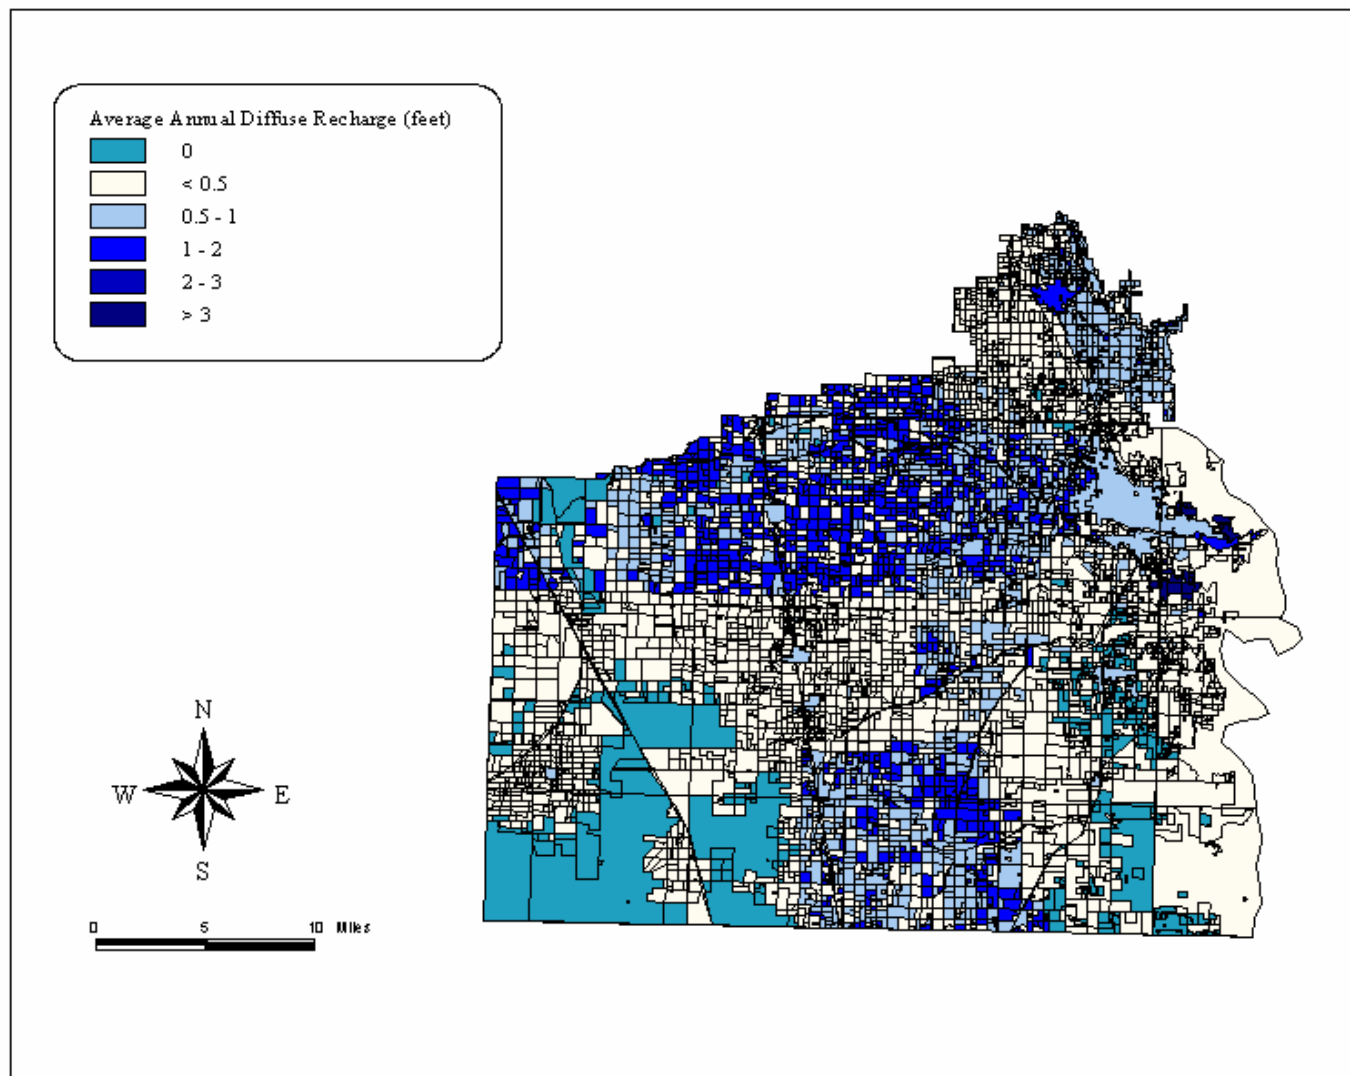 Average Annual Diffuse Recharge (feet)
0
< 0.5
0.5 - 1
1 - 2
2 - 3
> 3
N
W E
S
0 5 10 Miles